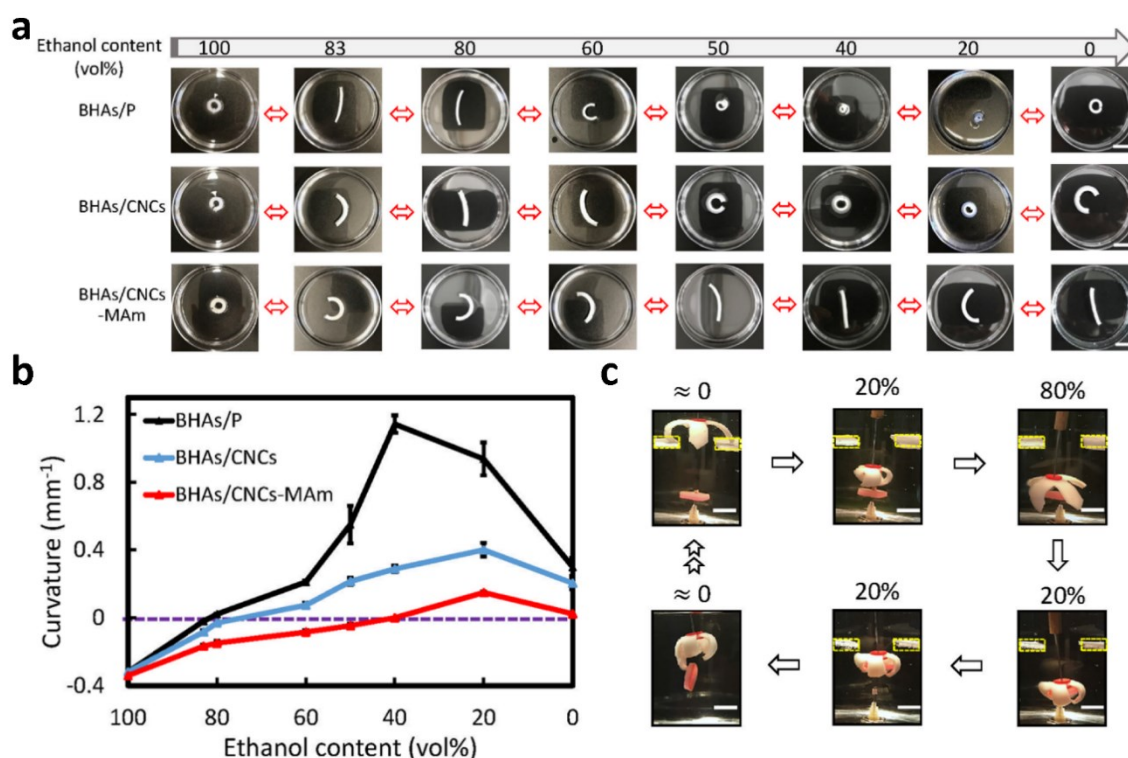 a
Ethanol content
(vol%)
100 83 80 60 50 40 20 0
BHAs/P
BHAs/CNCs
BHAs/CNCs
-MAm
b
1.2
0.8
0.4
0
-0.4
Curvature (mm⁻¹)
BHAs/P
BHAs/CNCs
BHAs/CNCs-MAm
100 80 60 40 20 0
Ethanol content (vol%)
c
≈ 0 20% 80%
≈ 0 20% 20%